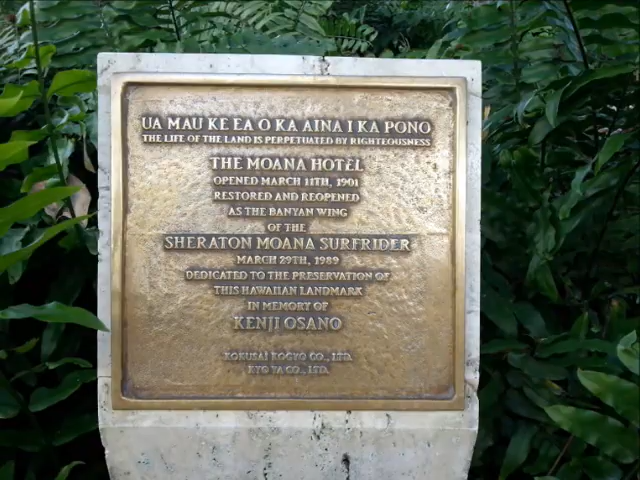 UA MAU KE EA O KA AINA I KA PONO
THE LIFE OF THE LAND IS PERPETUATED BY RIGHTEOUSNESS
THE MOANA HOTEL
OPENED MARCH 11TH, 1901
RESTORED AND REOPENED
AS THE BANYAN WING
OF THE
SHERATON MOANA SURFRIDER
MARCH 29TH, 1989
DEDICATED TO THE PRESERVATION OF
THIS HAWAIIAN LANDMARK
IN MEMORY OF
KENJI OSANO
KOKUSAI KOGYO CO., LTD.
KYO YA CO., LTD.